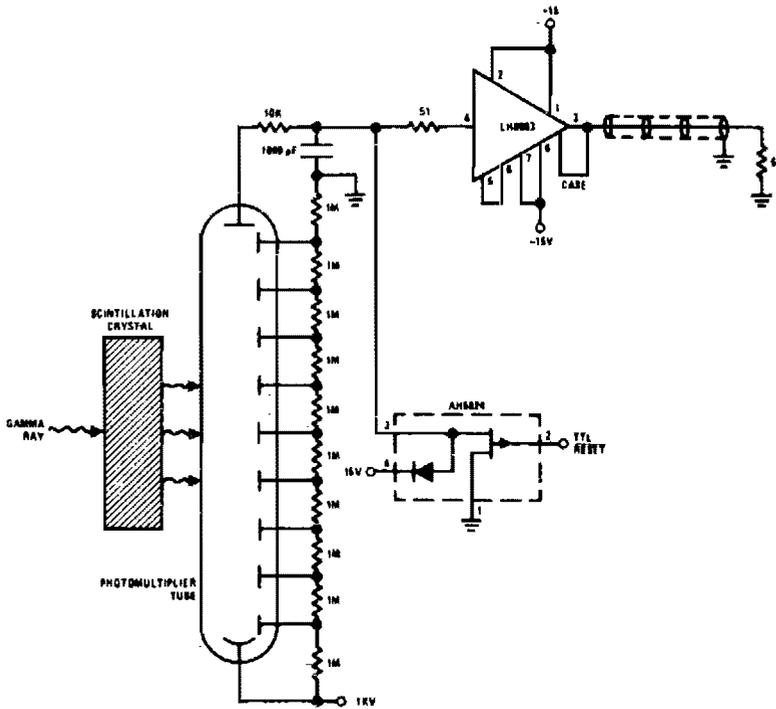 +15
2
10K
51
4
LH0063
1
3
1000 pF
5
6
7
8
CASE
-15V
1M
1M
1M
1M
1M
1M
1M
1M
1M
1M
SCINTILLATION
CRYSTAL
GAMMA
RAY
3
2
TTL
RESET
15V
1
PHOTOMULTIPLIER
TUBE
1KV